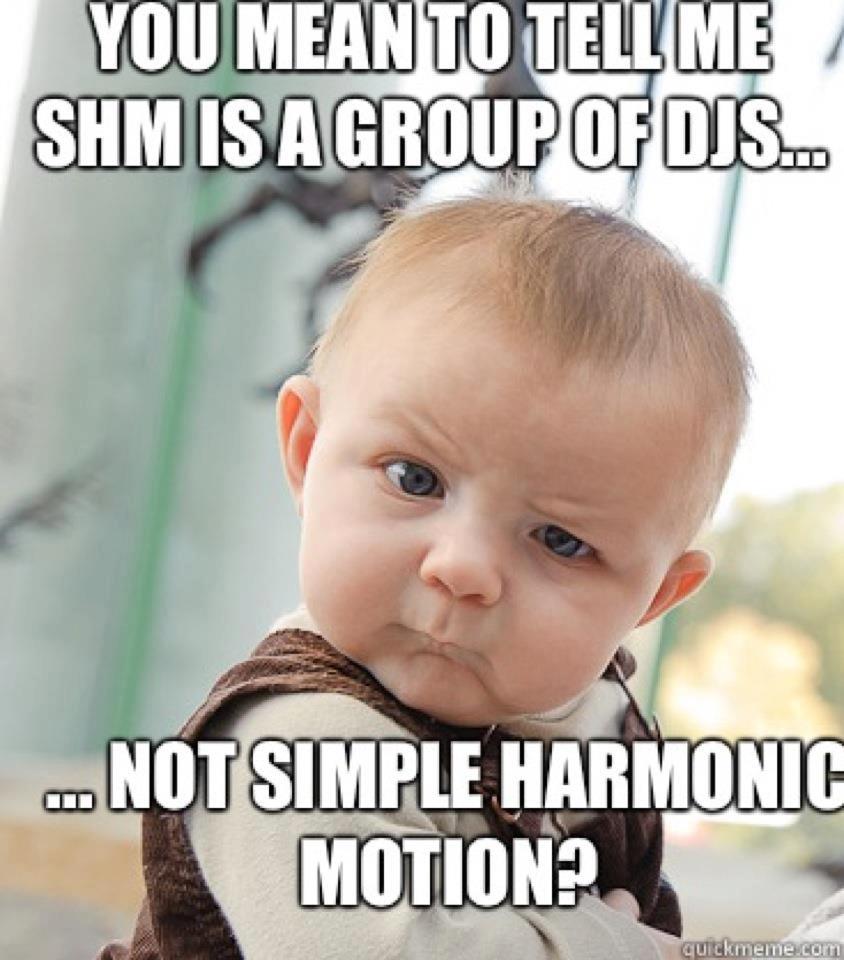 YOU MEAN TO TELL ME
SHM IS A GROUP OF DJS...
... NOT SIMPLE HARMONIC
MOTION?
quickmeme.com